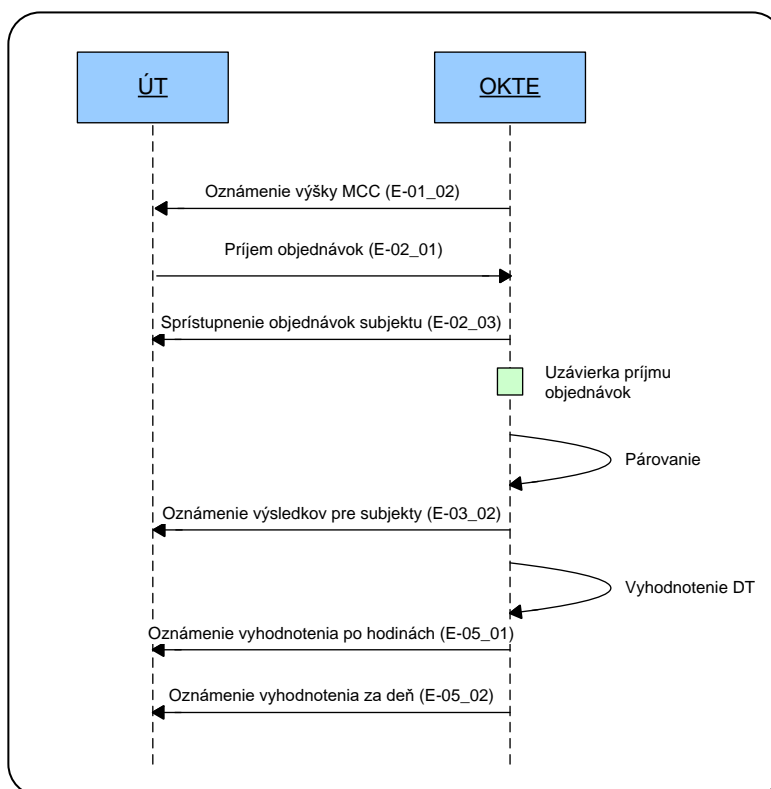 ÚT
OKTE
Oznámenie výšky MCC (E-01_02)
Príjem objednávok (E-02_01)
Sprístupnenie objednávok subjektu (E-02_03)
Uzávierka príjmu
objednávok
Párovanie
Oznámenie výsledkov pre subjekty (E-03_02)
Vyhodnotenie DT
Oznámenie vyhodnotenia po hodinách (E-05_01)
Oznámenie vyhodnotenia za deň (E-05_02)